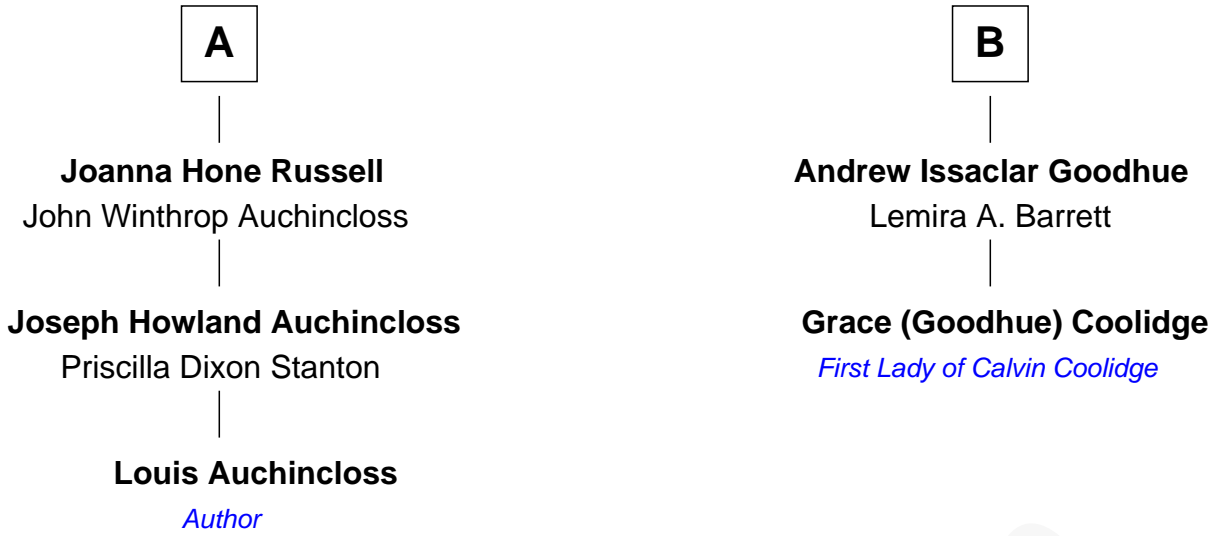 A
Joanna Hone Russell
John Winthrop Auchincloss
Joseph Howland Auchincloss
Priscilla Dixon Stanton
Louis Auchincloss
Author
B
Andrew Issaclar Goodhue
Lemira A. Barrett
Grace (Goodhue) Coolidge
First Lady of Calvin Coolidge